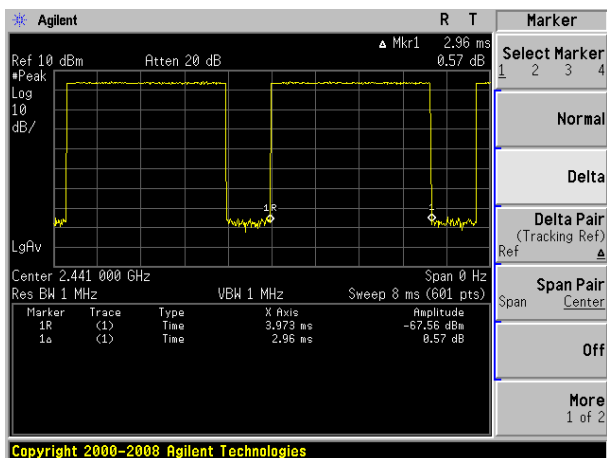 Agilent R T
▵ Mkr1 2.96 ms
Ref 10 dBm Atten 20 dB 0.57 dB
#Peak
Log
10
dB/
1R 1
LgAv
Center 2.441 000 GHz Span 0 Hz
Res BW 1 MHz VBW 1 MHz Sweep 8 ms (601 pts)
Marker Trace Type X Axis Amplitude
1R (1) Time 3.973 ms -67.56 dBm
1▵ (1) Time 2.96 ms 0.57 dB
Copyright 2000-2008 Agilent Technologies
Marker
Select Marker
1 2 3 4
Normal
Delta
Delta Pair
(Tracking Ref)
Ref ▵
Span Pair
Span Center
Off
More
1 of 2